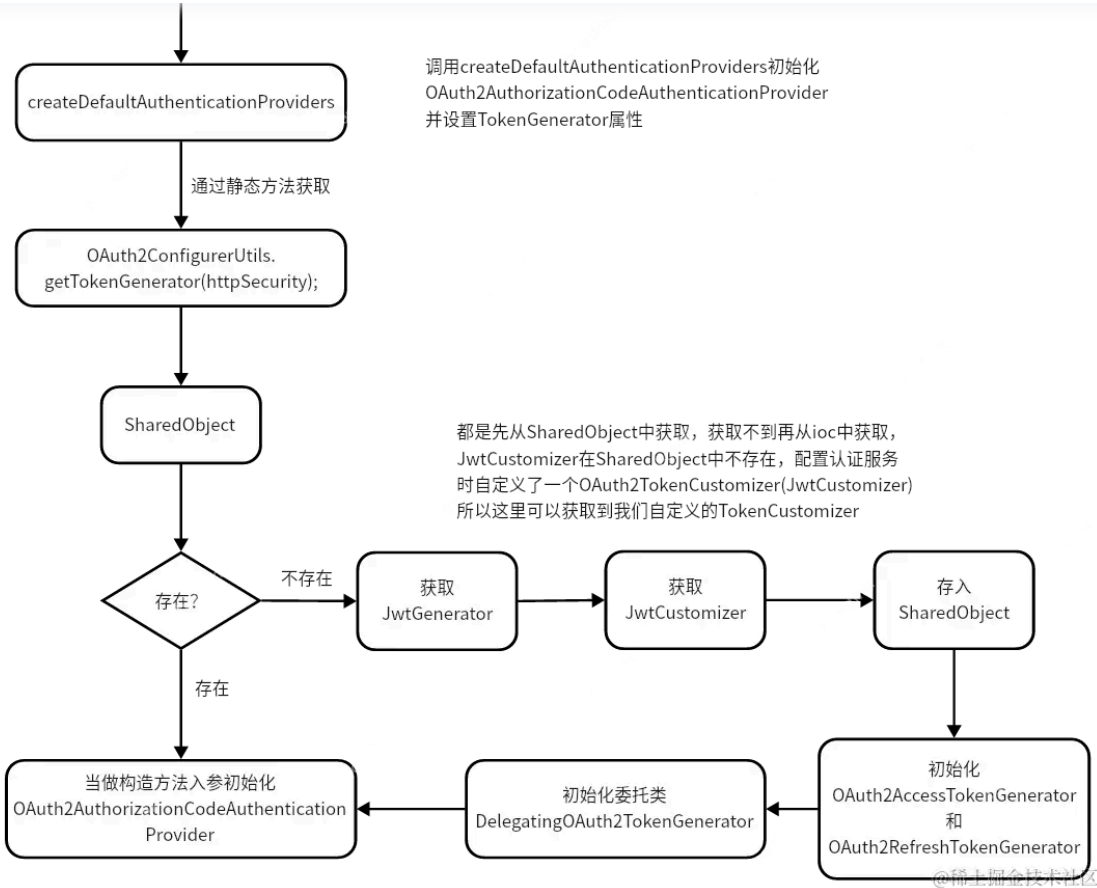 createDefaultAuthenticationProviders
调用createDefaultAuthenticationProviders初始化
OAuth2AuthorizationCodeAuthenticationProvider
并设置TokenGenerator属性
通过静态方法获取
OAuth2ConfigurerUtils.
getTokenGenerator(httpSecurity);
SharedObject
都是先从SharedObject中获取，获取不到再从ioc中获取，
JwtCustomizer在SharedObject中不存在，配置认证服务
时自定义了一个OAuth2TokenCustomizer(JwtCustomizer)
所以这里可以获取到我们自定义的TokenCustomizer
存在？
不存在
获取
JwtGenerator
获取
JwtCustomizer
存入
SharedObject
存在
当做构造方法入参初始化
OAuth2AuthorizationCodeAuthentication
Provider
初始化委托类
DelegatingOAuth2TokenGenerator
初始化
OAuth2AccessTokenGenerator
和
OAuth2RefreshTokenGenerator
@稀土掘金技术社区